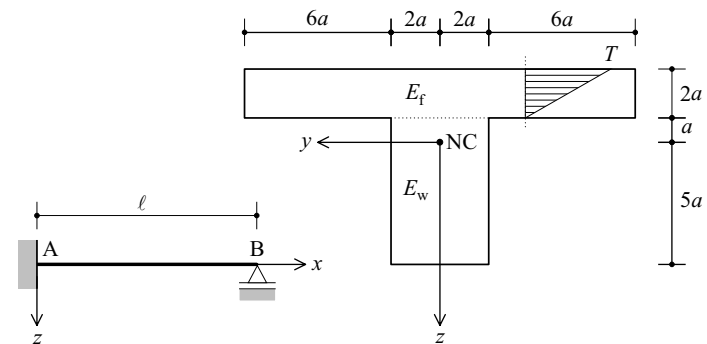 6a 2a 2a 6a
T
E_f 2a
a
y NC
E_w 5a
ℓ
A B
x
z z